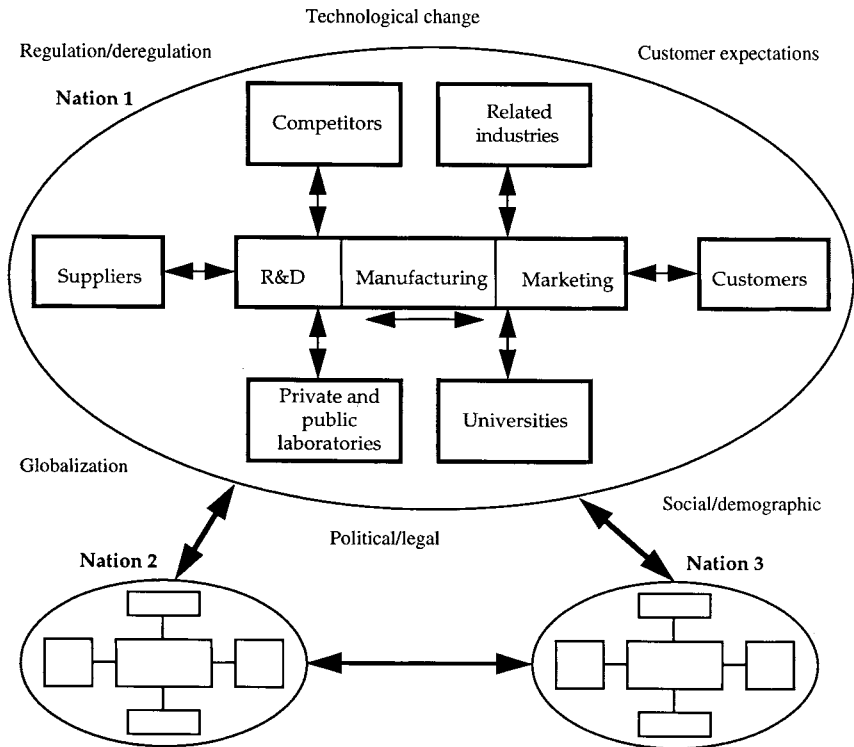 Technological change
Regulation/deregulation
Customer expectations
Nation 1
Competitors
Related
industries
Suppliers
R&D
Manufacturing
Marketing
Customers
Private and
public
laboratories
Universities
Globalization
Social/demographic
Political/legal
Nation 2
Nation 3